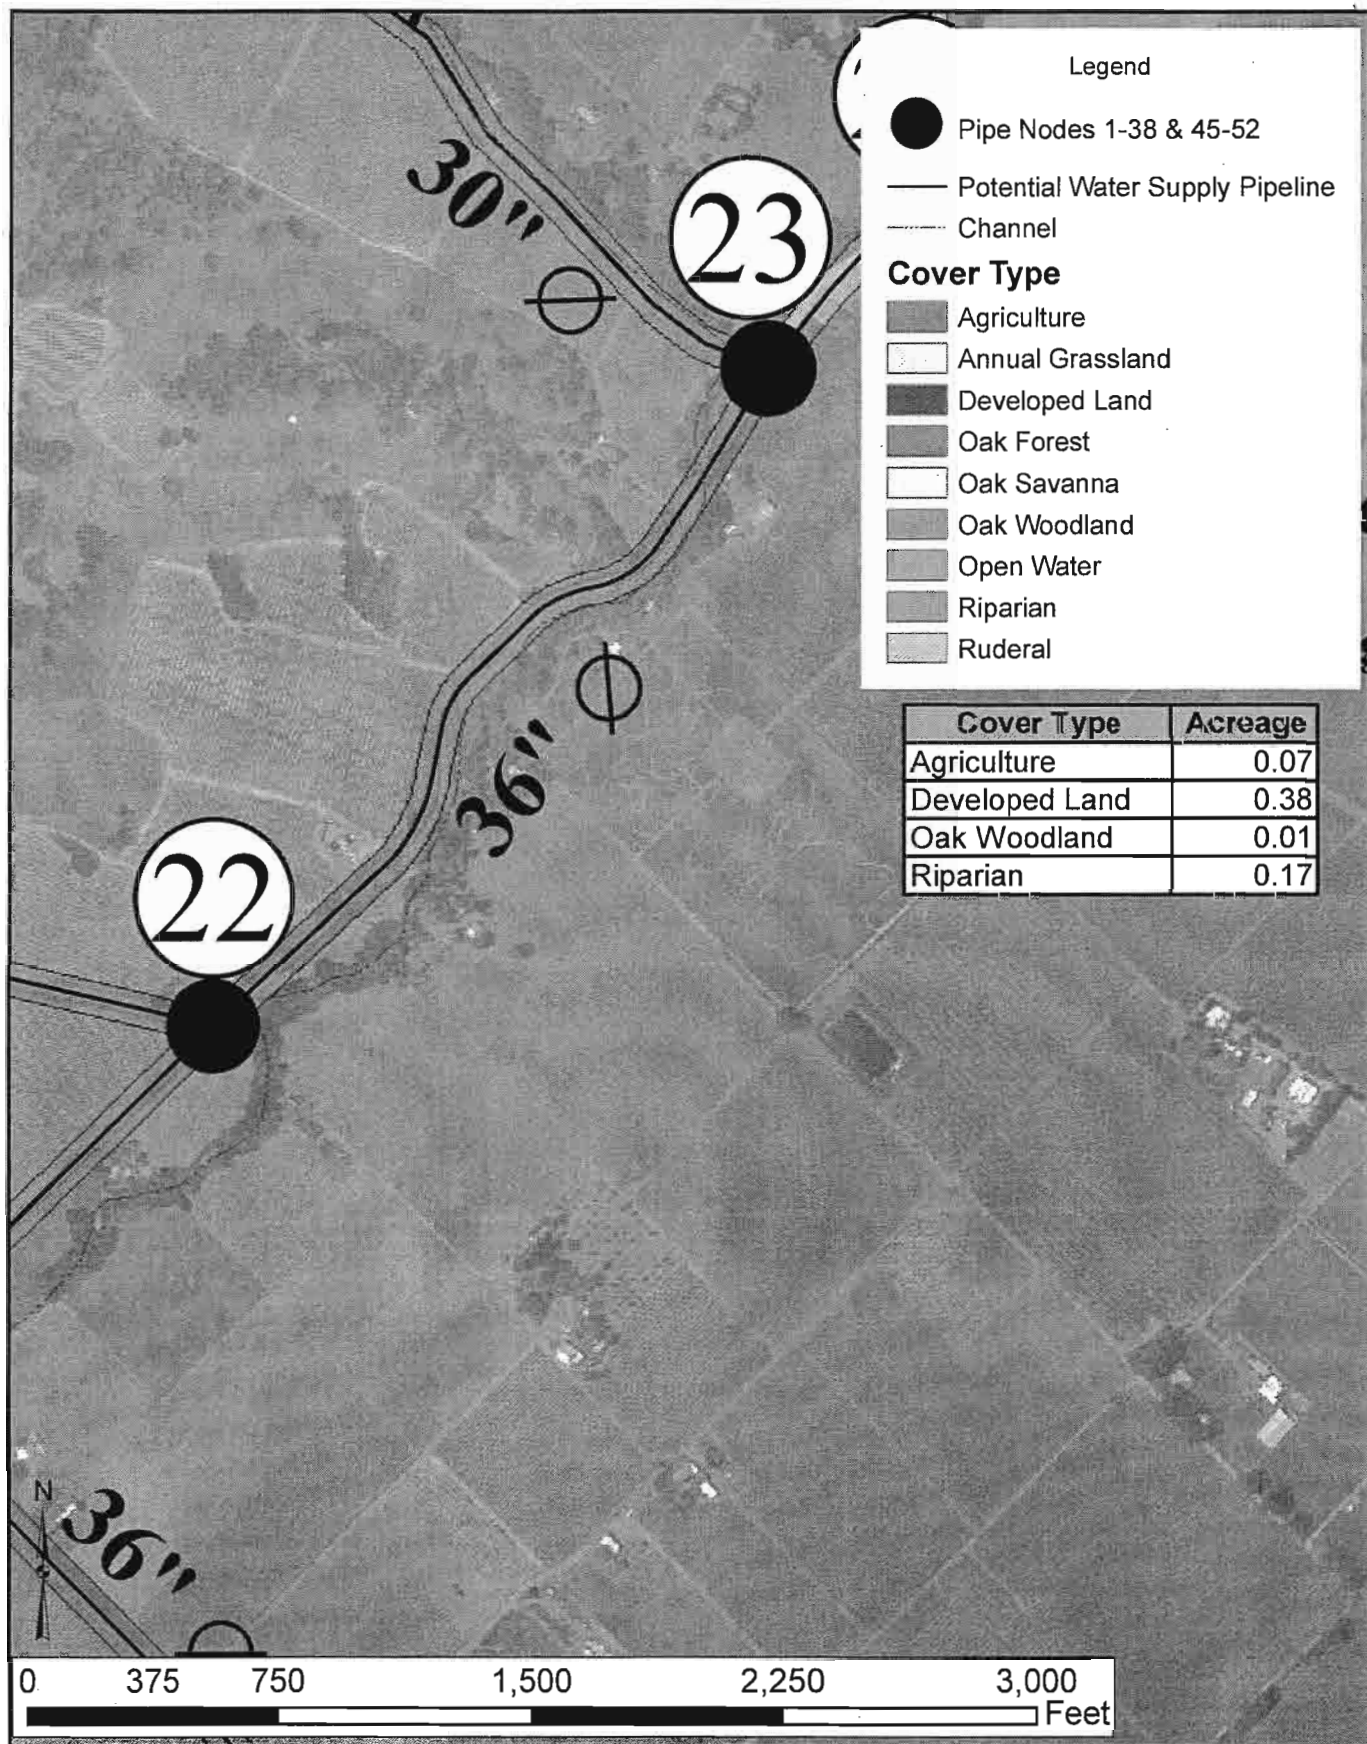 Legend
Pipe Nodes 1-38 & 45-52
Potential Water Supply Pipeline
Channel
Cover Type
Agriculture
Annual Grassland
Developed Land
Oak Forest
Oak Savanna
Oak Woodland
Open Water
Riparian
Ruderal
30"
23
36"
22
Cover Type Acreage
Agriculture 0.07
Developed Land 0.38
Oak Woodland 0.01
Riparian 0.17
N
36"
0 375 750 1,500 2,250 3,000
Feet